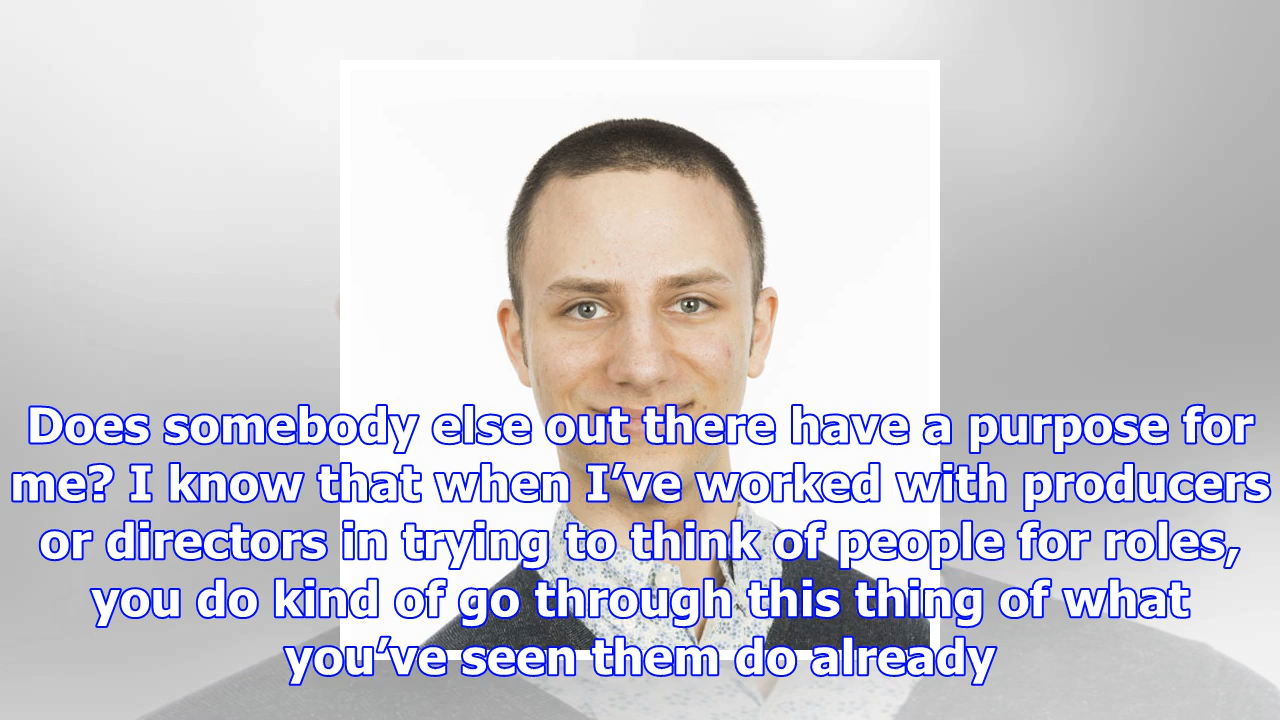 Does somebody else out there have a purpose for
me? I know that when I’ve worked with producers
or directors in trying to think of people for roles,
you do kind of go through this thing of what
you’ve seen them do already